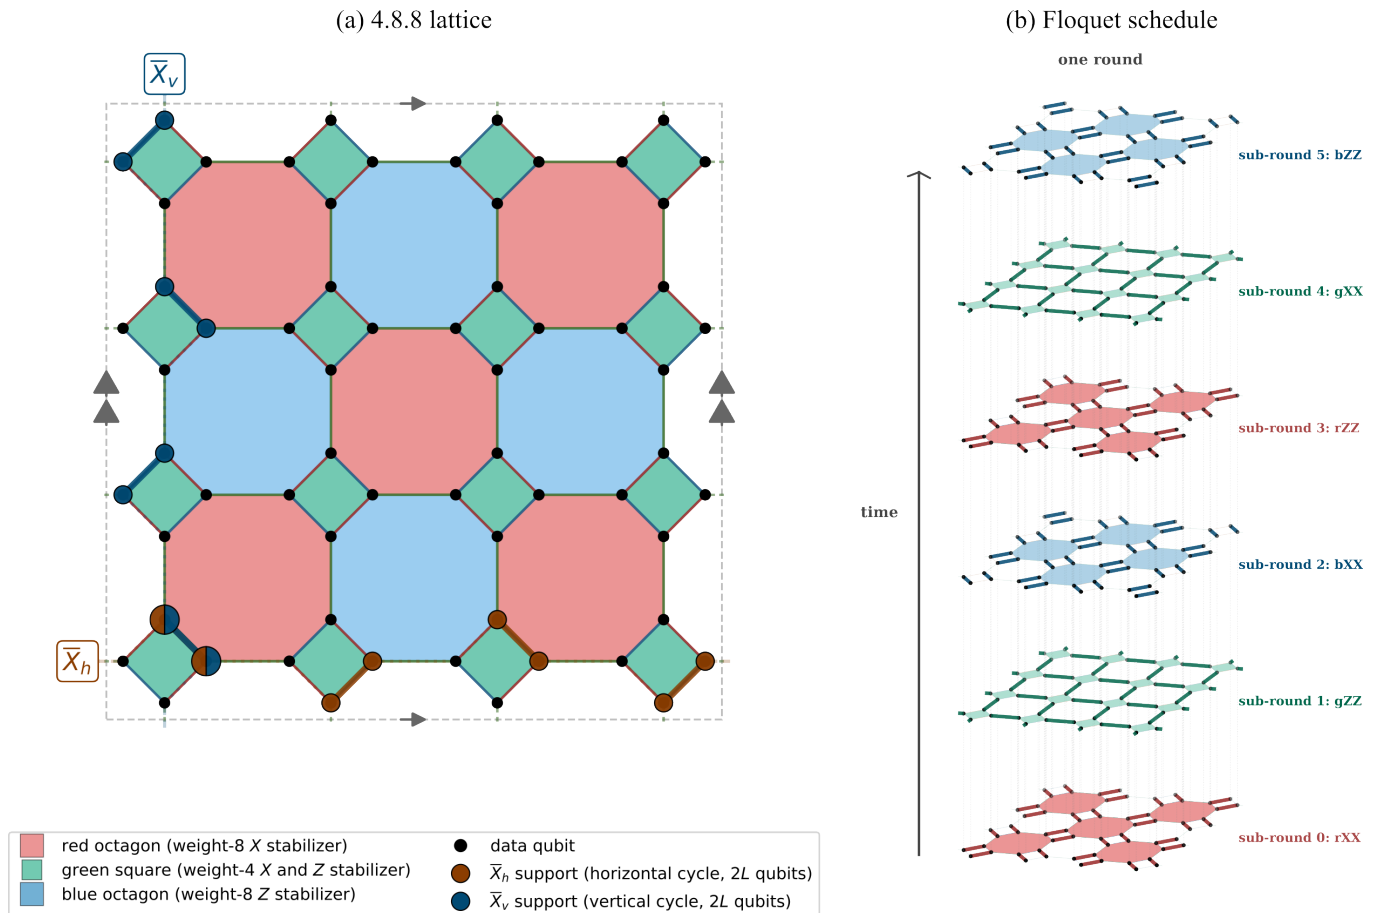 (a) 4.8.8 lattice
(b) Floquet schedule
one round
X̅ᵥ
sub-round 5: bZZ
sub-round 4: gXX
sub-round 3: rZZ
time
sub-round 2: bXX
X̅ₕ
sub-round 1: gZZ
sub-round 0: rXX
red octagon (weight-8 X stabilizer)
green square (weight-4 X and Z stabilizer)
blue octagon (weight-8 Z stabilizer)
data qubit
X̅ₕ support (horizontal cycle, 2L qubits)
X̅ᵥ support (vertical cycle, 2L qubits)